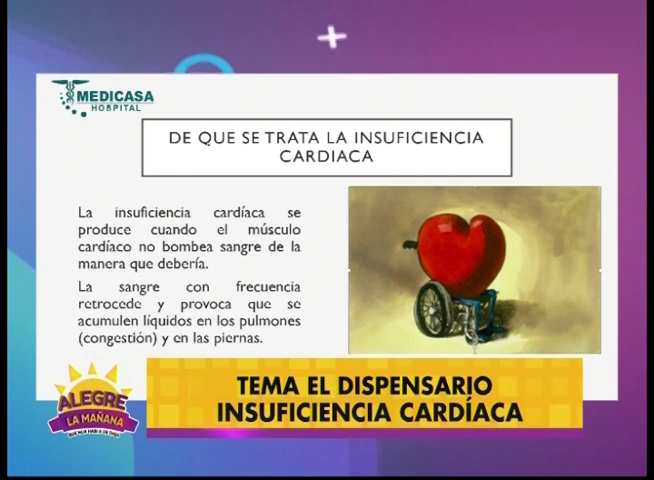 MEDICASA
HOSPITAL
DE QUE SE TRATA LA INSUFICIENCIA
CARDIACA
La insuficiencia cardíaca se
produce cuando el músculo
cardíaco no bombea sangre de la
manera que debería.
La sangre con frecuencia
retrocede y provoca que se
acumulen líquidos en los pulmones
(congestión) y en las piernas.
ALEGRE
LA MAÑANA
TEMA EL DISPENSARIO
INSUFICIENCIA CARDÍACA